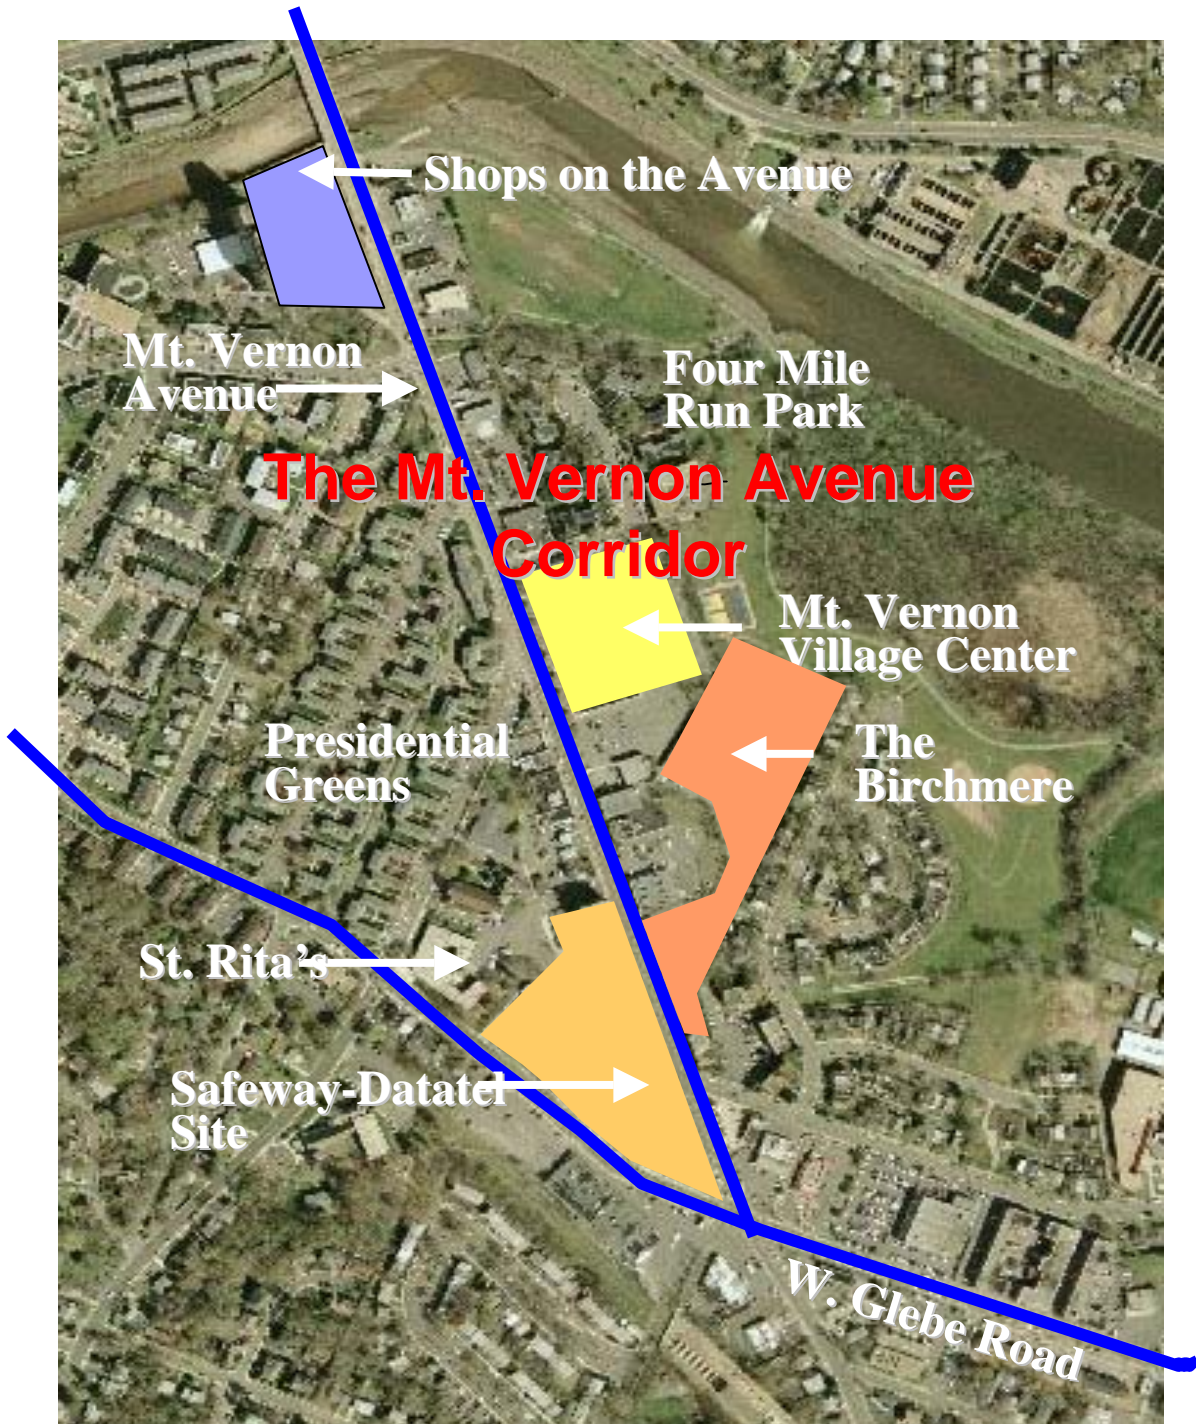 Shops on the Avenue
Mt. Vernon
Avenue
Four Mile
Run Park
The Mt. Vernon Avenue
Corridor
Mt. Vernon
Village Center
Presidential
Greens
The
Birchmere
St. Rita’s
Safeway-Datatel
Site
W. Glebe Road